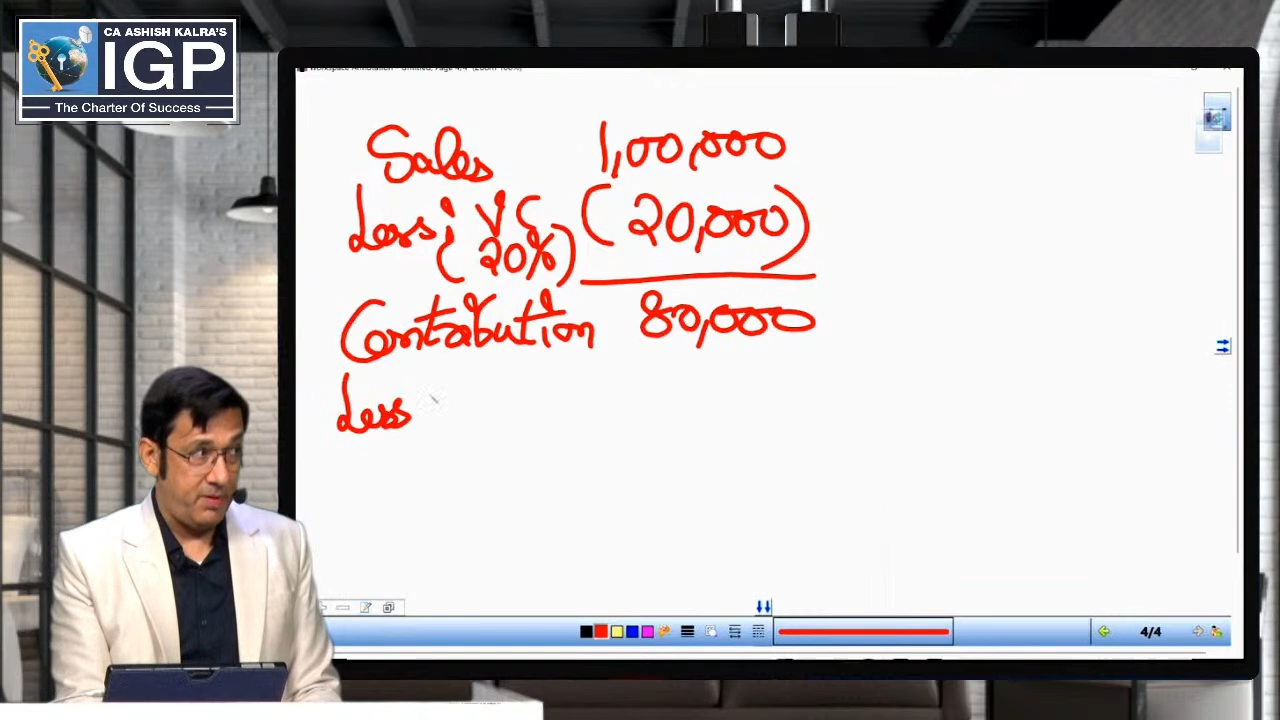 CA ASHISH KALRA'S
IGP
The Charter Of Success
Sales 1,00,000
Less: VC (20,000)
(20%)
Contribution 80,000
Less
4/4